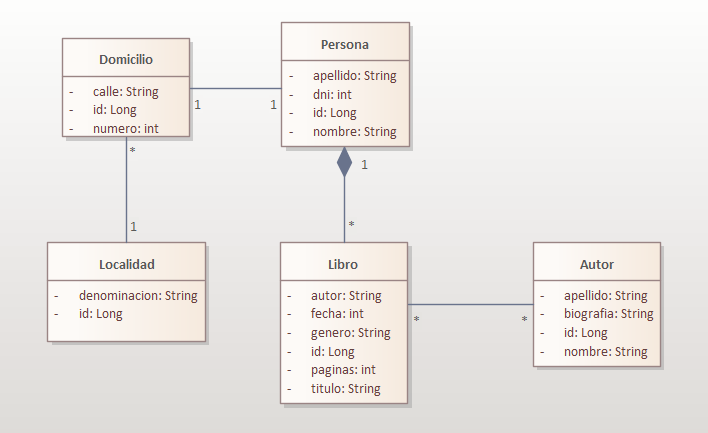 Domicilio
- calle: String
- id: Long
- numero: int
1
1
Persona
- apellido: String
- dni: int
- id: Long
- nombre: String
*
1
1
*
Localidad
- denominacion: String
- id: Long
Libro
- autor: String
- fecha: int
- genero: String
- id: Long
- paginas: int
- titulo: String
*
*
Autor
- apellido: String
- biografia: String
- id: Long
- nombre: String